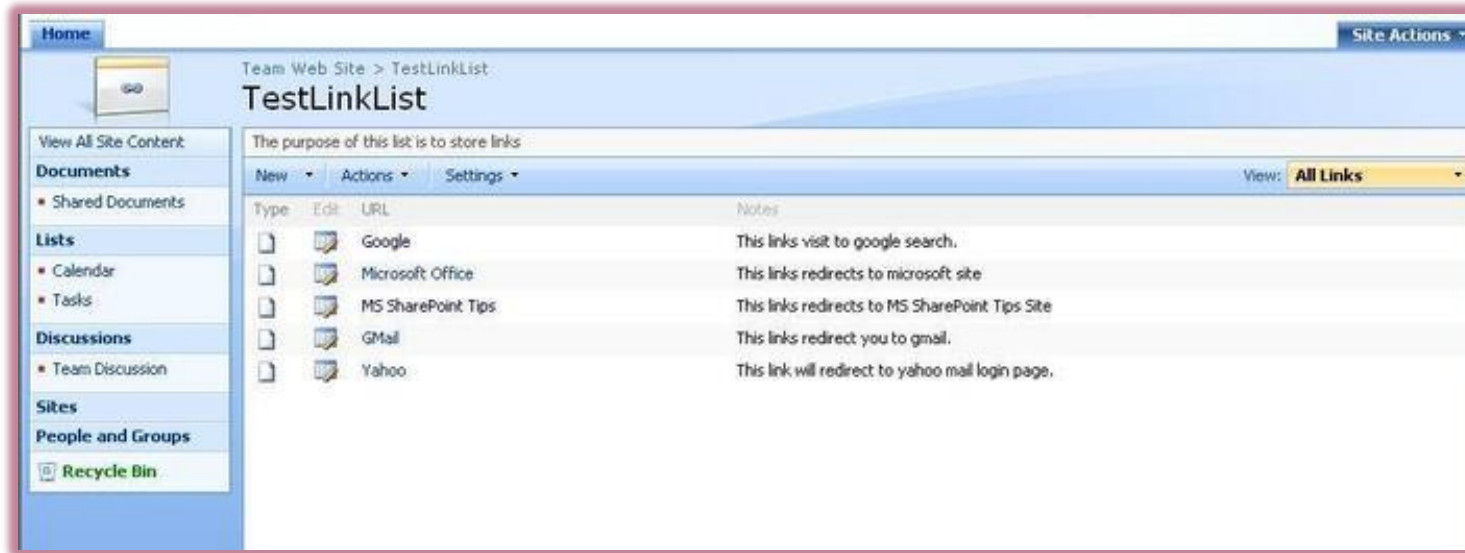 Home
Site Actions
GO
Team Web Site > TestLinkList
TestLinkList
View All Site Content
Documents
Shared Documents
Lists
Calendar
Tasks
Discussions
Team Discussion
Sites
People and Groups
Recycle Bin
The purpose of this list is to store links
New Actions Settings View: All Links
Type Edit URL Notes
Google This links visit to google search.
Microsoft Office This links redirects to microsoft site
MS SharePoint Tips This links redirects to MS SharePoint Tips Site
GMail This links redirect you to gmail.
Yahoo This link will redirect to yahoo mail login page.